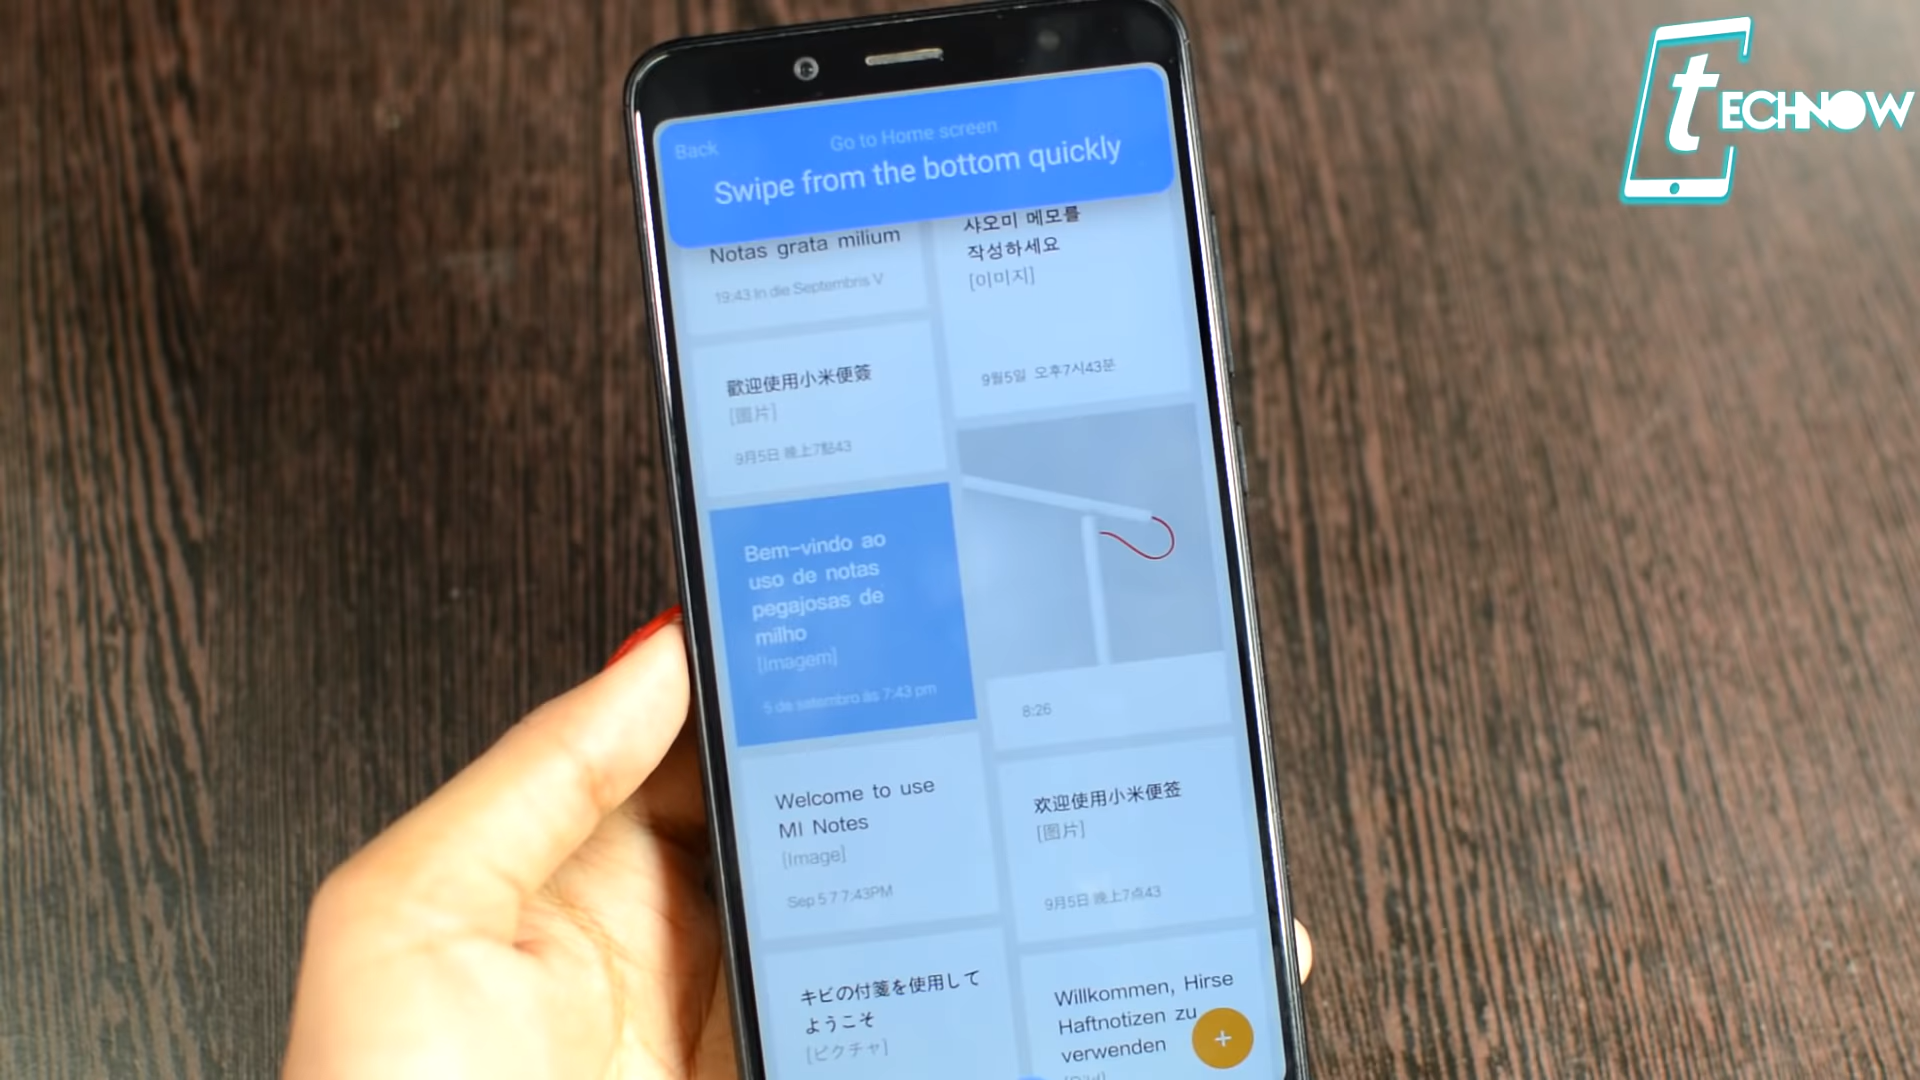 Back
Go to Home screen
Swipe from the bottom quickly
Notas grata milium
19:43 In die Septembris V
歡迎使用小米便簽
[圖片]
9月5日 晚上7點43
Bem-vindo ao
uso de notas
pegajosas de
milho
[Imagem]
5 de setembro às 7:43 pm
Welcome to use
MI Notes
[Image]
Sep 5 7 7:43PM
キビの付箋を使用して
ようこそ
[ピクチャ]
샤오미 메모를
작성하세요
[이미지]
9월5일 오후7시43분
8:26
欢迎使用小米便签
[图片]
9月5日 晚上7点43
Willkommen, Hirse
Haftnotizen zu
verwenden
+
tECHNOW